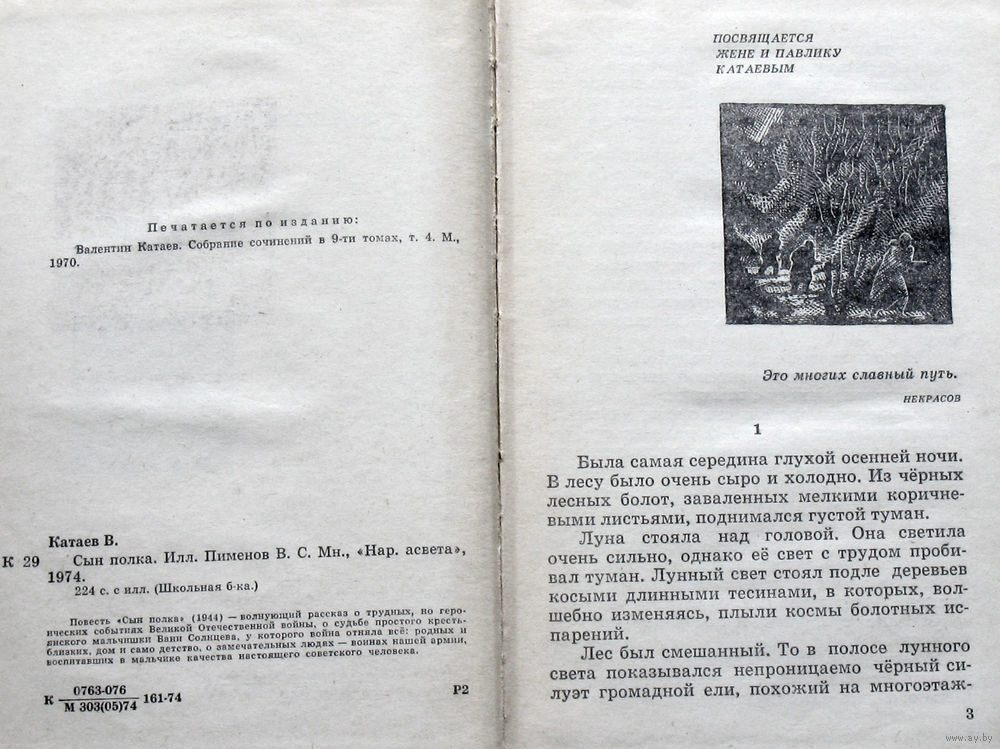 Печатается по изданию:
Валентин Катаев. Собрание сочинений в 9-ти томах, т. 4. М.,
1970.
Катаев В.
К 29 Сын полка. Илл. Пименов В. С. Мн., «Нар. асвета»,
1974.
224 с. с илл. (Школьная б-ка.)
Повесть «Сын полка» (1944) — волнующий рассказ о трудных, но геро-
ических событиях Великой Отечественной войны, о судьбе простого кресть-
янского мальчишки Вани Солнцева, у которого война отняла всё: родных и
близких, дом и само детство, о замечательных людях — воинах нашей армии,
воспитавших в мальчике качества настоящего советского человека.
К 0763-076
М 303(05)74 161-74
Р2
ПОСВЯЩАЕТСЯ
ЖЕНЕ И ПАВЛИКУ
КАТАЕВЫМ
Это многих славный путь.
НЕКРАСОВ
1
Была самая середина глухой осенней ночи.
В лесу было очень сыро и холодно. Из чёрных
лесных болот, заваленных мелкими коричне-
выми листьями, поднимался густой туман.
Луна стояла над головой. Она светила
очень сильно, однако её свет с трудом проби-
вал туман. Лунный свет стоял подле деревьев
косыми длинными тесинами, в которых, вол-
шебно изменяясь, плыли космы болотных ис-
парений.
Лес был смешанный. То в полосе лунного
света показывался непроницаемо чёрный си-
луэт громадной ели, похожий на многоэтаж-
3
www.ay.by